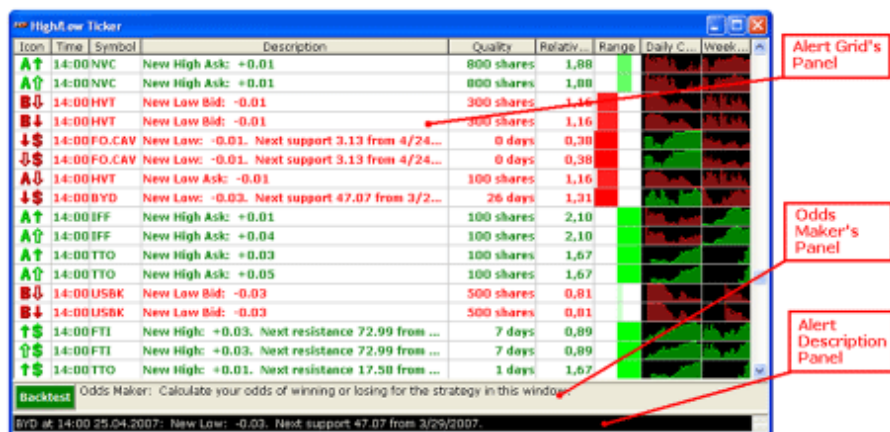 High/Low Ticker
Icon Time Symbol Description Quality Relativ... Range Daily C... Week...
A↑ 14:00 NVC New High Ask: +0.01 800 shares 1,88
A⇧ 14:00 NVC New High Ask: +0.01 800 shares 1,88
B⇩ 14:00 HVT New Low Bid: -0.01 300 shares 1,16
B↓ 14:00 HVT New Low Bid: -0.01 300 shares 1,16
↓$ 14:00 FO.CAV New Low: -0.01. Next support 3.13 from 4/24... 0 days 0,38
⇩$ 14:00 FO.CAV New Low: -0.01. Next support 3.13 from 4/24... 0 days 0,38
A⇩ 14:00 HVT New Low Ask: -0.01 100 shares 1,16
↓$ 14:00 BYD New Low: -0.03. Next support 47.07 from 3/2... 26 days 1,31
A↑ 14:00 IFF New High Ask: +0.01 100 shares 2,10
A⇧ 14:00 IFF New High Ask: +0.04 100 shares 2,10
A↑ 14:00 TTO New High Ask: +0.03 100 shares 1,67
A⇧ 14:00 TTO New High Ask: +0.05 100 shares 1,67
B⇩ 14:00 USBK New Low Bid: -0.03 500 shares 0,81
B↓ 14:00 USBK New Low Bid: -0.03 500 shares 0,81
↑$ 14:00 FTI New High: +0.03. Next resistance 72.99 from ... 7 days 0,89
⇧$ 14:00 FTI New High: +0.03. Next resistance 72.99 from ... 7 days 0,89
↑$ 14:00 TTO New High: +0.01. Next resistance 17.50 from ... 1 days 1,67
Backtest Odds Maker: Calculate your odds of winning or losing for the strategy in this window.
BYD at 14:00 25.04.2007: New Low: -0.03. Next support 47.07 from 3/29/2007.
Alert Grid's
Panel
Odds
Maker's
Panel
Alert
Description
Panel